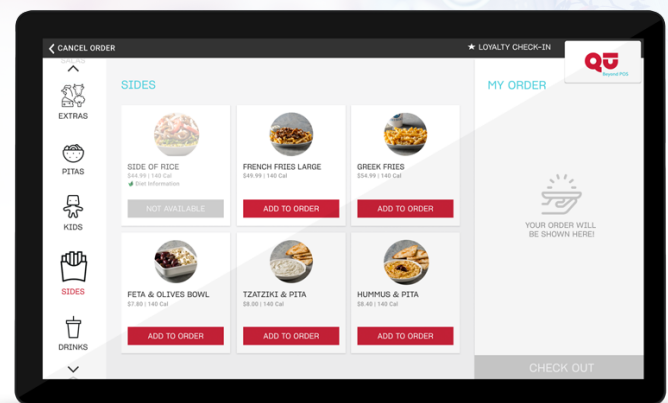 CANCEL ORDER
LOYALTY CHECK-IN
QU
Beyond POS
EXTRAS
PITAS
KIDS
SIDES
DRINKS
SIDES
SIDE OF RICE
$44.99 | 140 Cal
Diet Information
NOT AVAILABLE
FRENCH FRIES LARGE
$49.99 | 140 Cal
ADD TO ORDER
GREEK FRIES
$54.99 | 140 Cal
ADD TO ORDER
FETA & OLIVES BOWL
$7.80 | 140 Cal
ADD TO ORDER
TZATZIKI & PITA
$8.00 | 140 Cal
ADD TO ORDER
HUMMUS & PITA
$8.40 | 140 Cal
ADD TO ORDER
MY ORDER
YOUR ORDER WILL
BE SHOWN HERE!
CHECK OUT